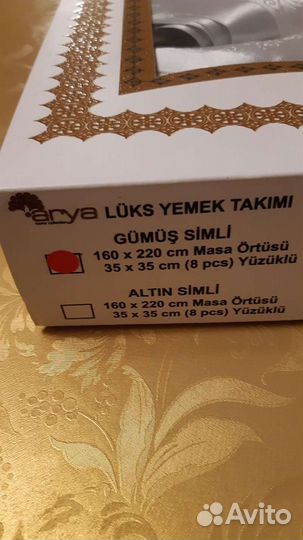 arya LÜKS YEMEK TAKIMI
GÜMÜŞ SİMLİ
160 x 220 cm Masa Örtüsü
35 x 35 cm (8 pcs) Yüzüklü
ALTIN SİMLİ
160 x 220 cm Masa Örtüsü
35 x 35 cm (8 pcs) Yüzüklü
Avito